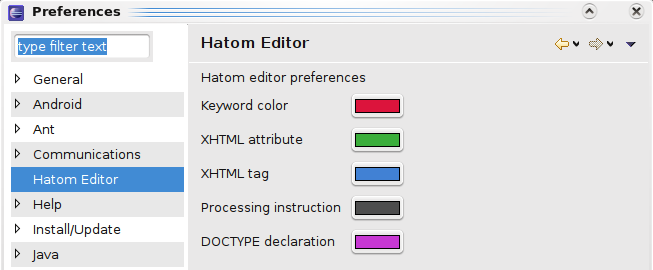 Preferences
type filter text
General
Android
Ant
Communications
Hatom Editor
Help
Install/Update
Java
Hatom Editor
Hatom editor preferences
Keyword color
XHTML attribute
XHTML tag
Processing instruction
DOCTYPE declaration